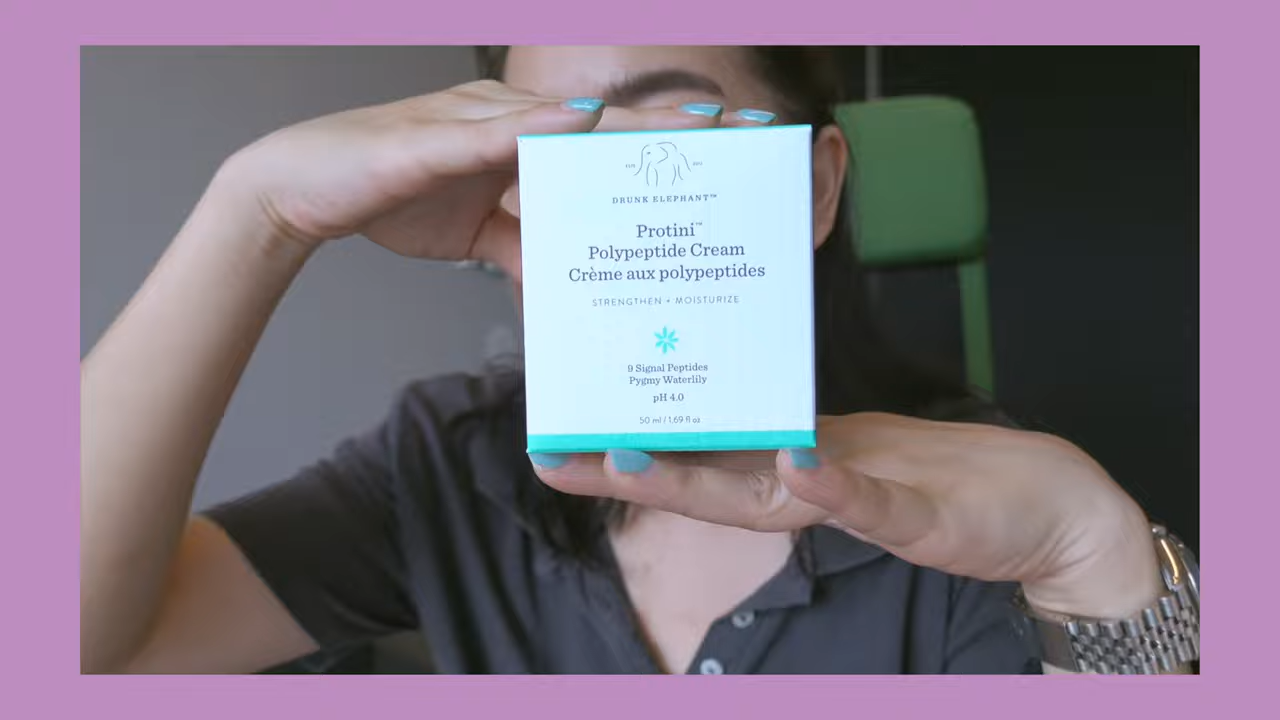 DRUNK ELEPHANT™
Protini™
Polypeptide Cream
Crème aux polypeptides
STRENGTHEN + MOISTURIZE
9 Signal Peptides
Pygmy Waterlily
pH 4.0
50 ml / 1.69 fl oz